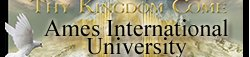 THY KINGDOM COME
Ames International
University